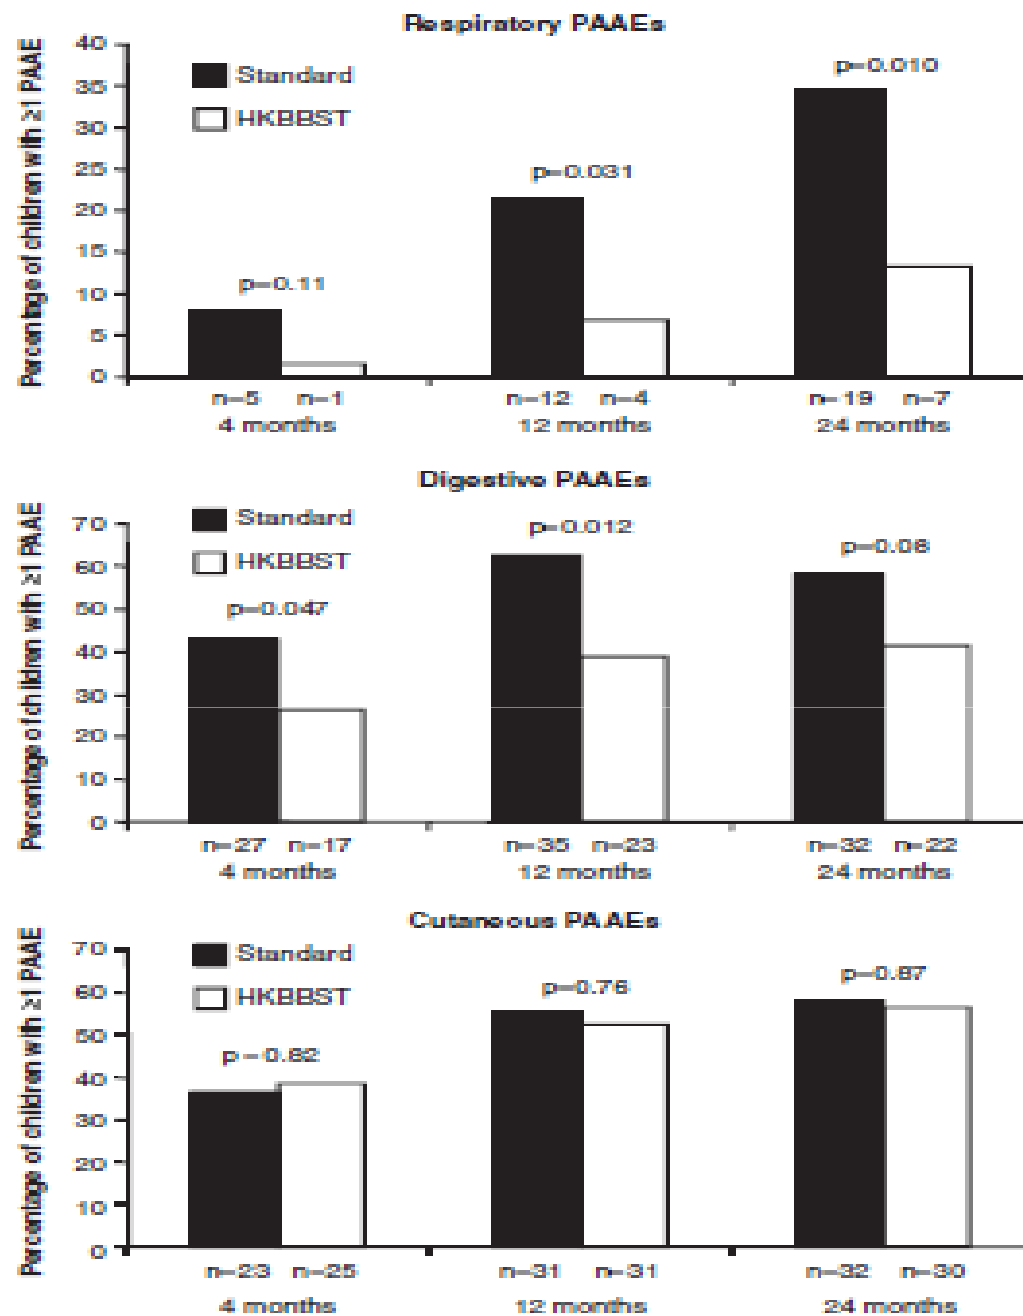 Respiratory PAAEs
Percentage of children with ≥1 PAAE
40
35
30
25
20
15
10
5
0
Standard
HKBBST
p=0.11
p=0.031
p=0.010
n=5 n=1 n=12 n=4 n=19 n=7
4 months 12 months 24 months
Digestive PAAEs
Percentage of children with ≥1 PAAE
70
60
50
40
30
20
10
0
Standard
HKBBST
p=0.047
p=0.012
p=0.08
n=27 n=17 n=35 n=23 n=32 n=22
4 months 12 months 24 months
Cutaneous PAAEs
Percentage of children with ≥1 PAAE
70
60
50
40
30
20
10
0
Standard
HKBBST
p=0.82
p=0.76
p=0.87
n=23 n=25 n=31 n=31 n=32 n=30
4 months 12 months 24 months